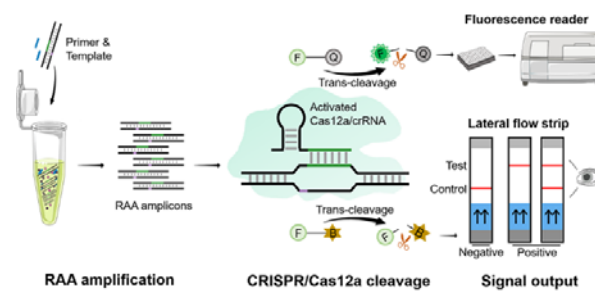 Primer &
Template
RAA amplicons
RAA amplification
F
Q
F
Q
Trans-cleavage
Activated
Cas12a/crRNA
Trans-cleavage
F
B
F
B
CRISPR/Cas12a cleavage
Fluorescence reader
Lateral flow strip
Test
Control
Negative
Positive
Signal output